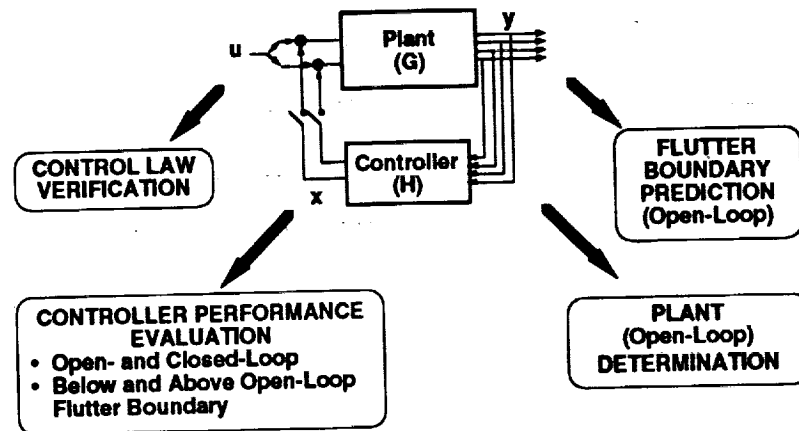 u
Plant
(G)
y
Controller
(H)
x
CONTROL LAW
VERIFICATION
FLUTTER
BOUNDARY
PREDICTION
(Open-Loop)
CONTROLLER PERFORMANCE
EVALUATION
• Open- and Closed-Loop
• Below and Above Open-Loop
Flutter Boundary
PLANT
(Open-Loop)
DETERMINATION